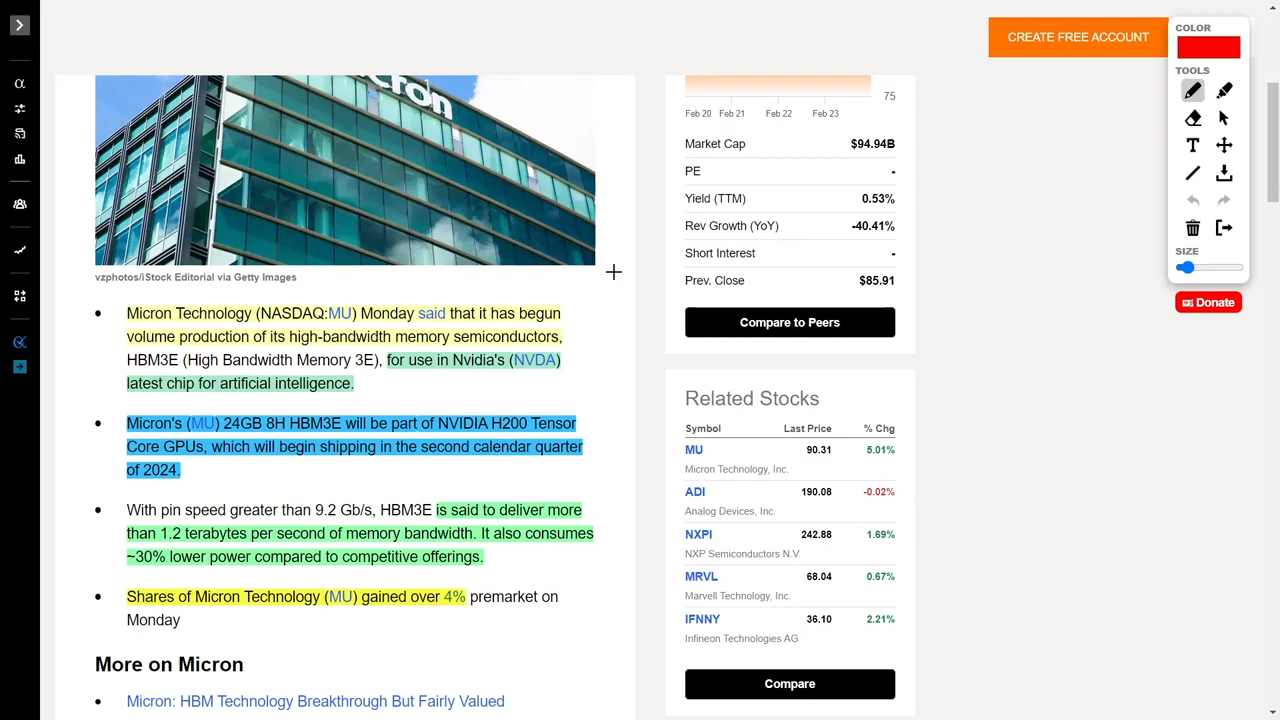 CREATE FREE ACCOUNT
COLOR
TOOLS
T
SIZE
Donate
icron
vzphotos/iStock Editorial via Getty Images
• Micron Technology (NASDAQ:MU) Monday said that it has begun
volume production of its high-bandwidth memory semiconductors,
HBM3E (High Bandwidth Memory 3E), for use in Nvidia's (NVDA)
latest chip for artificial intelligence.
• Micron's (MU) 24GB 8H HBM3E will be part of NVIDIA H200 Tensor
Core GPUs, which will begin shipping in the second calendar quarter
of 2024.
• With pin speed greater than 9.2 Gb/s, HBM3E is said to deliver more
than 1.2 terabytes per second of memory bandwidth. It also consumes
~30% lower power compared to competitive offerings.
• Shares of Micron Technology (MU) gained over 4% premarket on
Monday
More on Micron
• Micron: HBM Technology Breakthrough But Fairly Valued
75
Feb 20 Feb 21 Feb 22 Feb 23
Market Cap $94.94B
PE -
Yield (TTM) 0.53%
Rev Growth (YoY) -40.41%
Short Interest -
Prev. Close $85.91
Compare to Peers
Related Stocks
Symbol Last Price % Chg
MU 90.31 5.01%
Micron Technology, Inc.
ADI 190.08 -0.02%
Analog Devices, Inc.
NXPI 242.88 1.69%
NXP Semiconductors N.V.
MRVL 68.04 0.67%
Marvell Technology, Inc.
IFNNY 36.10 2.21%
Infineon Technologies AG
Compare